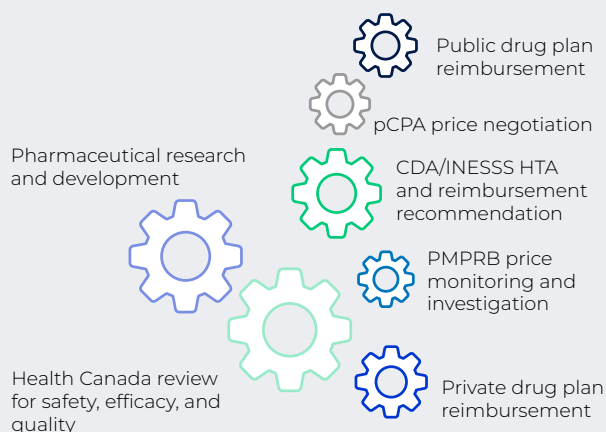 Public drug plan
reimbursement
pCPA price negotiation
Pharmaceutical research
and development
CDA/INESSS HTA
and reimbursement
recommendation
PMPRB price
monitoring and
investigation
Health Canada review
for safety, efficacy, and
quality
Private drug plan
reimbursement